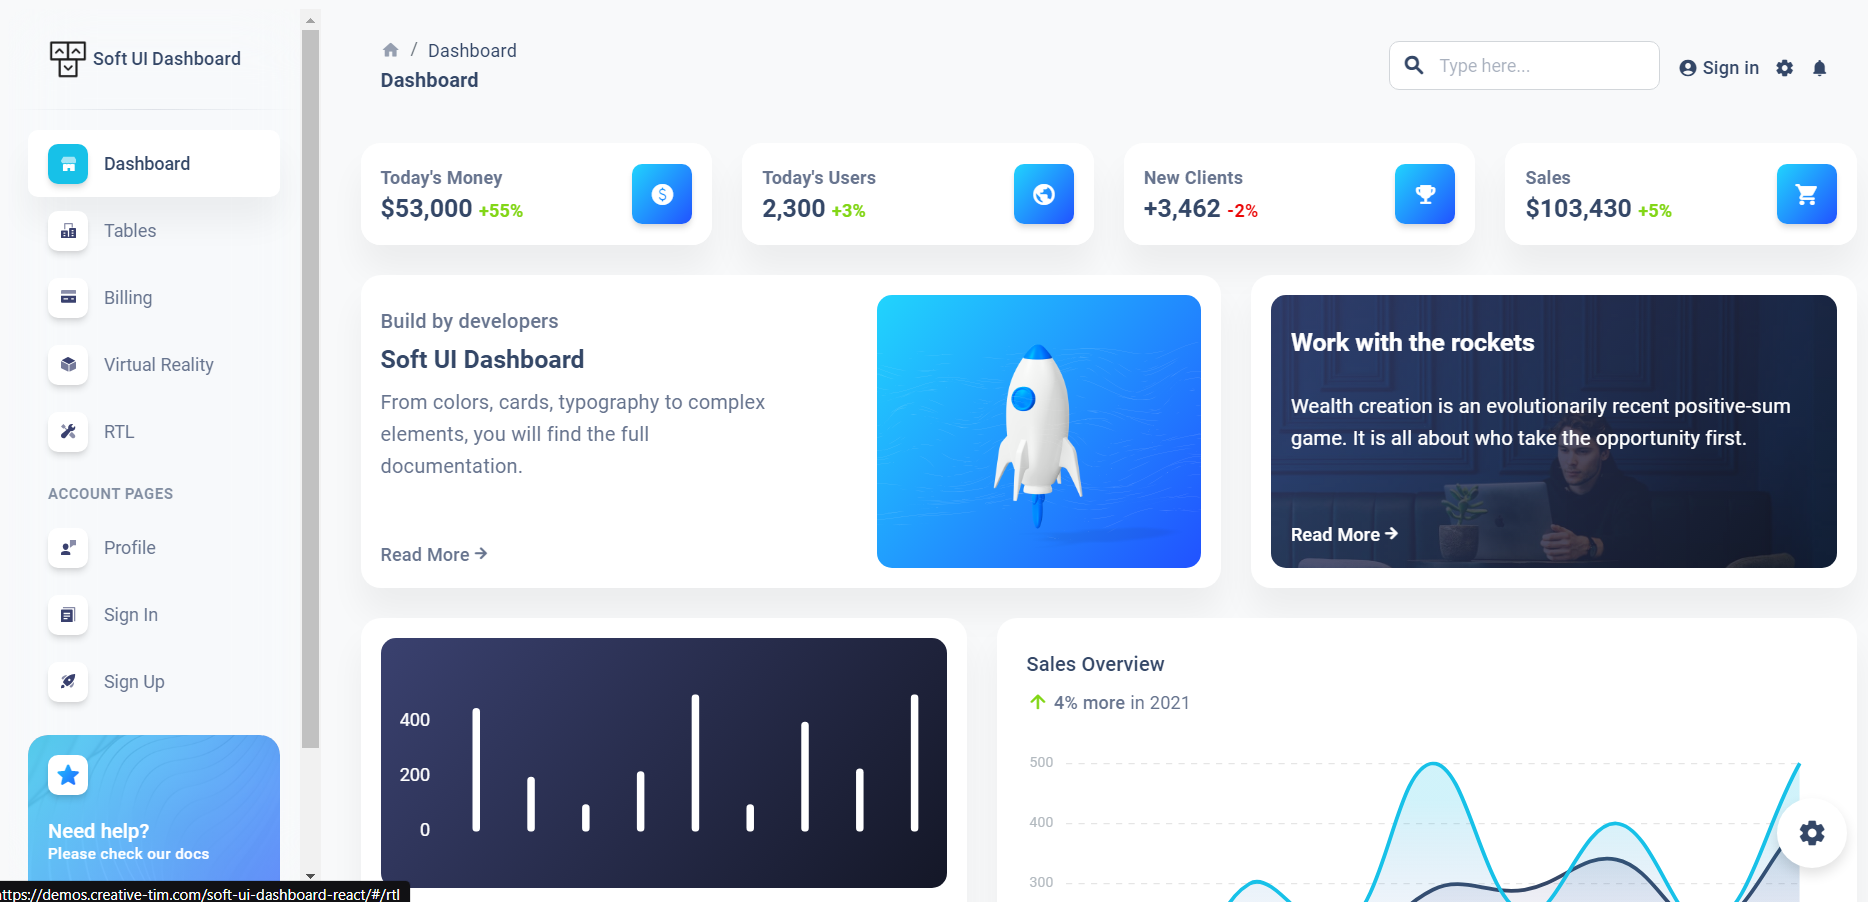 Soft UI Dashboard
Dashboard
Tables
Billing
Virtual Reality
RTL
ACCOUNT PAGES
Profile
Sign In
Sign Up
Need help?
Please check our docs
/ Dashboard
Dashboard
Type here...
Sign in
Today's Money
$53,000 +55%
Today's Users
2,300 +3%
New Clients
+3,462 -2%
Sales
$103,430 +5%
Build by developers
Soft UI Dashboard
From colors, cards, typography to complex
elements, you will find the full
documentation.
Read More
Work with the rockets
Wealth creation is an evolutionarily recent positive-sum
game. It is all about who take the opportunity first.
Read More
400
200
0
Sales Overview
4% more in 2021
500
400
300
ttps://demos.creative-tim.com/soft-ui-dashboard-react/#/rtl